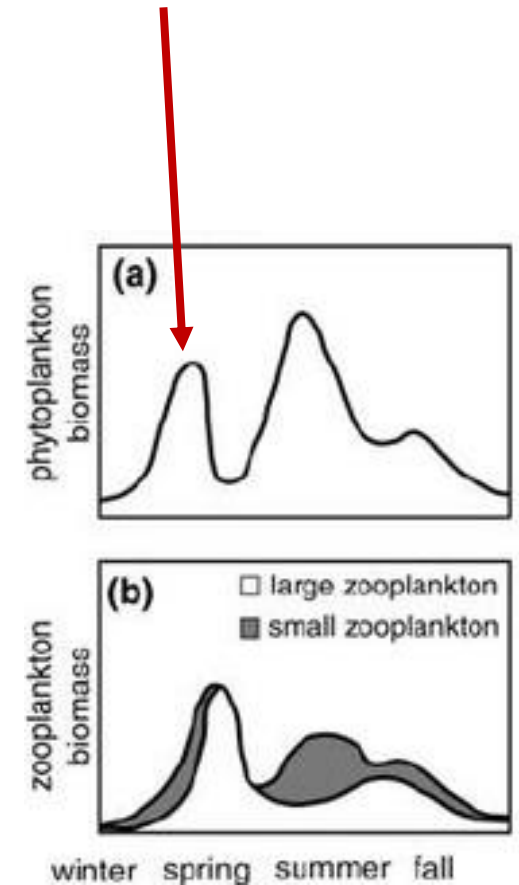 (a)
phytoplankton
biomass
(b)
large zooplankton
small zooplankton
zooplankton
biomass
winter spring summer fall